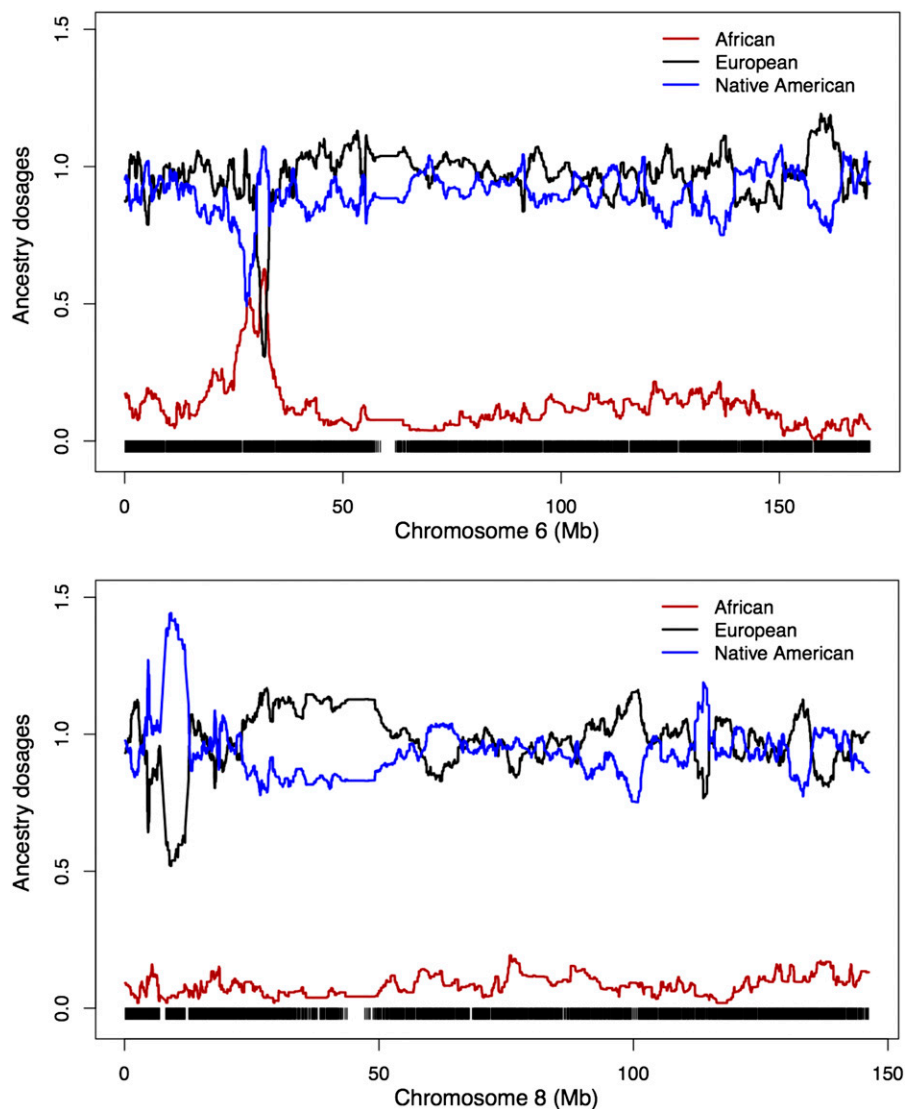 1.5
1.0
0.5
0.0
Ancestry dosages
African
European
Native American
0 50 100 150
Chromosome 6 (Mb)
1.5
1.0
0.5
0.0
Ancestry dosages
African
European
Native American
0 50 100 150
Chromosome 8 (Mb)